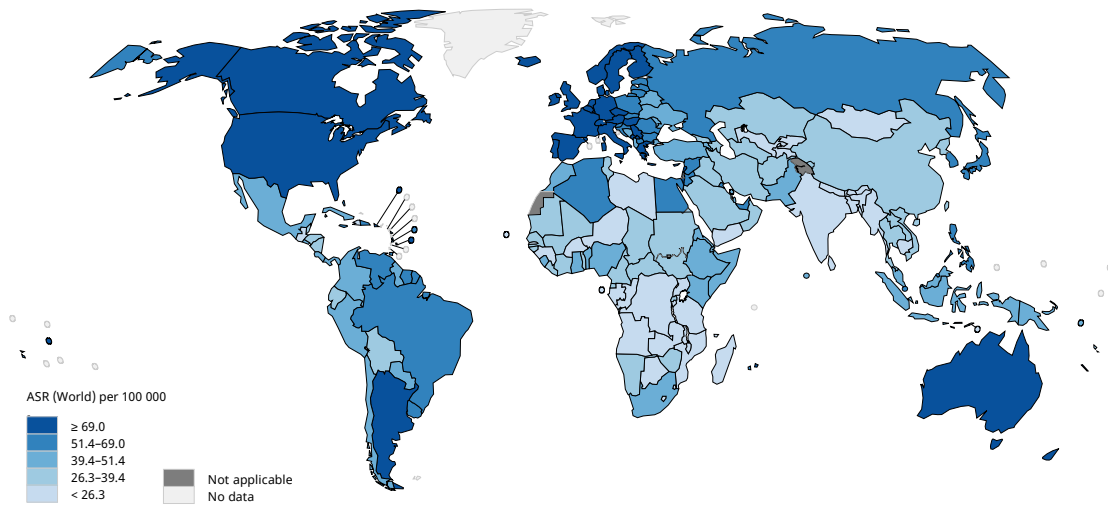 ASR (World) per 100 000
≥ 69.0
51.4–69.0
39.4–51.4
26.3–39.4
< 26.3
Not applicable
No data